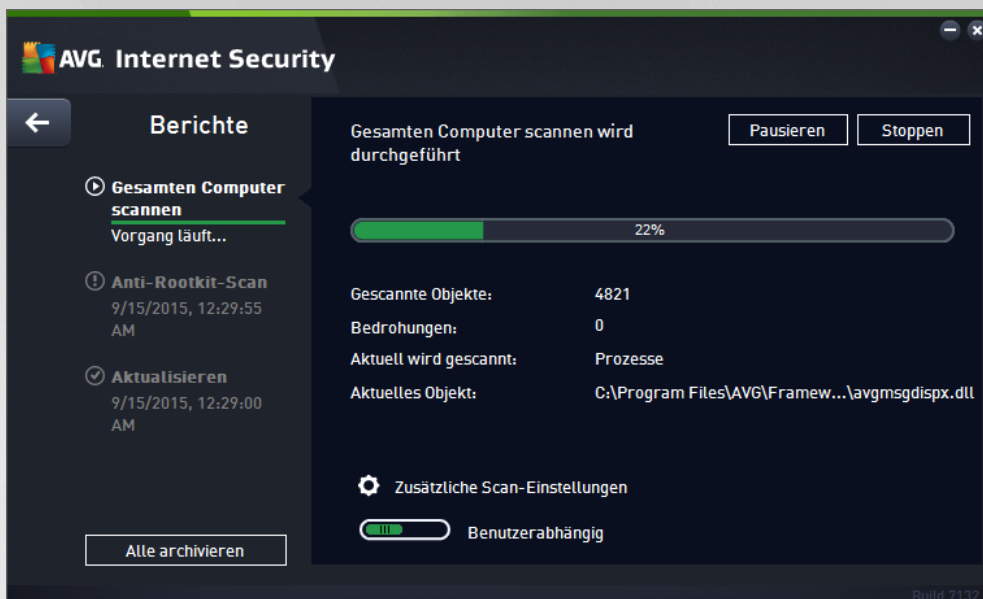 AVG Internet Security
Berichte
Gesamten Computer
scannen
Vorgang läuft...
Anti-Rootkit-Scan
9/15/2015, 12:29:55
AM
Aktualisieren
9/15/2015, 12:29:00
AM
Alle archivieren
Gesamten Computer scannen wird
durchgeführt
Pausieren
Stoppen
22%
Gescannte Objekte: 4821
Bedrohungen: 0
Aktuell wird gescannt: Prozesse
Aktuelles Objekt: C:\Program Files\AVG\Framew...\avgmsgdispx.dll
Zusätzliche Scan-Einstellungen
Benutzerabhängig
Build 7132